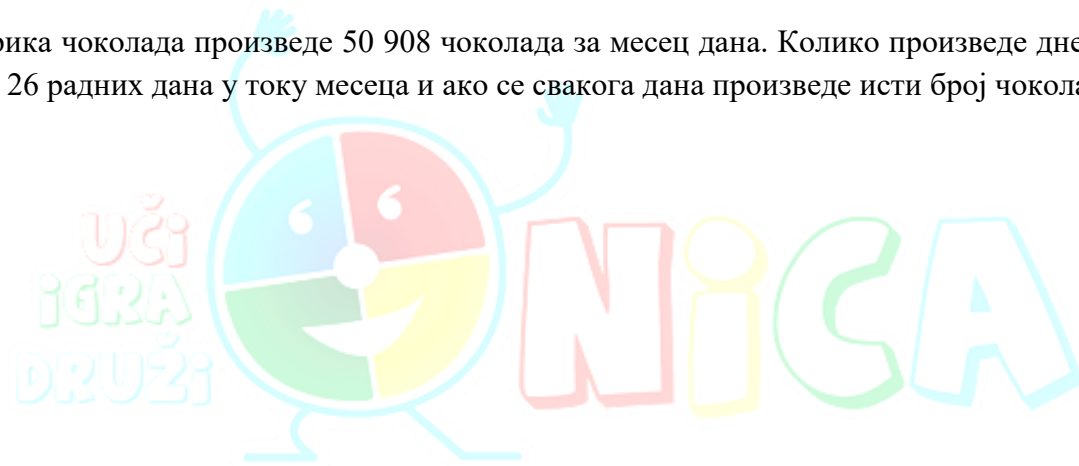 рика чоколада произведе 50 908 чоколада за месец дана. Колико произведе дне
26 радних дана у току месеца и ако се свакога дана произведе исти број чокола
UČi
iGRA
DRUŽi
NiCA